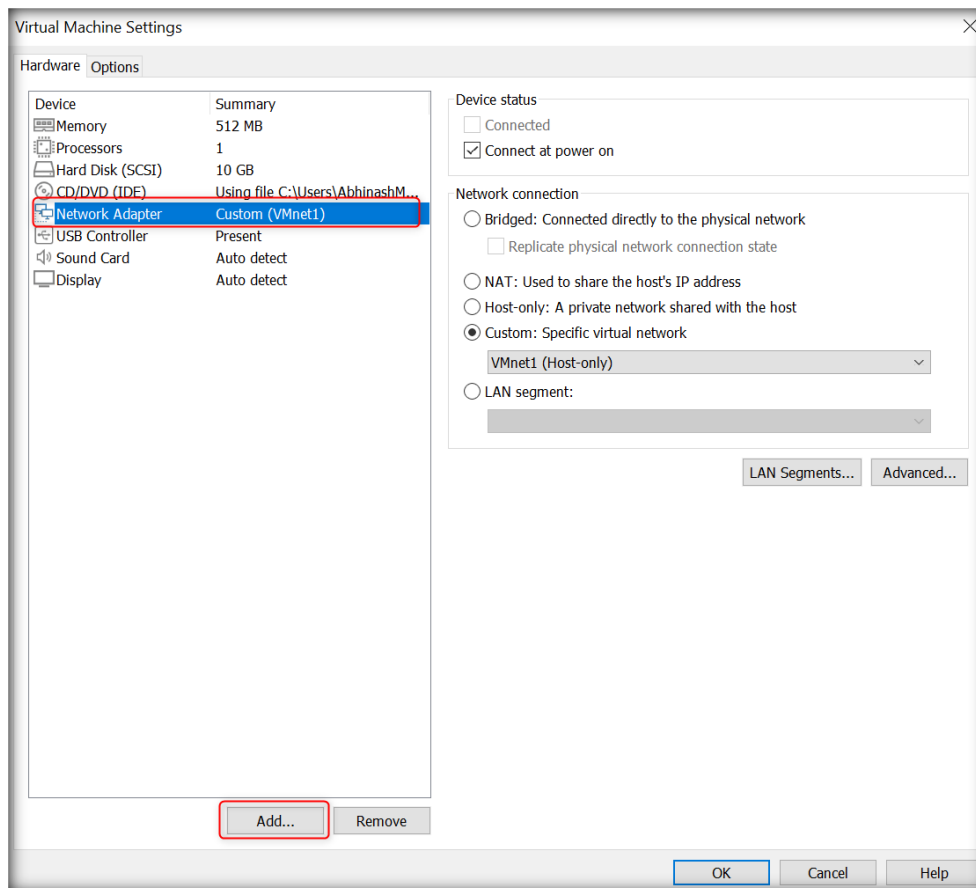 Virtual Machine Settings
Hardware Options
Device Summary
Memory 512 MB
Processors 1
Hard Disk (SCSI) 10 GB
CD/DVD (IDE) Using file C:\Users\AbhinashM...
Network Adapter Custom (VMnet1)
USB Controller Present
Sound Card Auto detect
Display Auto detect
Add... Remove
Device status
Connected
Connect at power on
Network connection
Bridged: Connected directly to the physical network
Replicate physical network connection state
NAT: Used to share the host's IP address
Host-only: A private network shared with the host
Custom: Specific virtual network
VMnet1 (Host-only)
LAN segment:
LAN Segments... Advanced...
OK Cancel Help